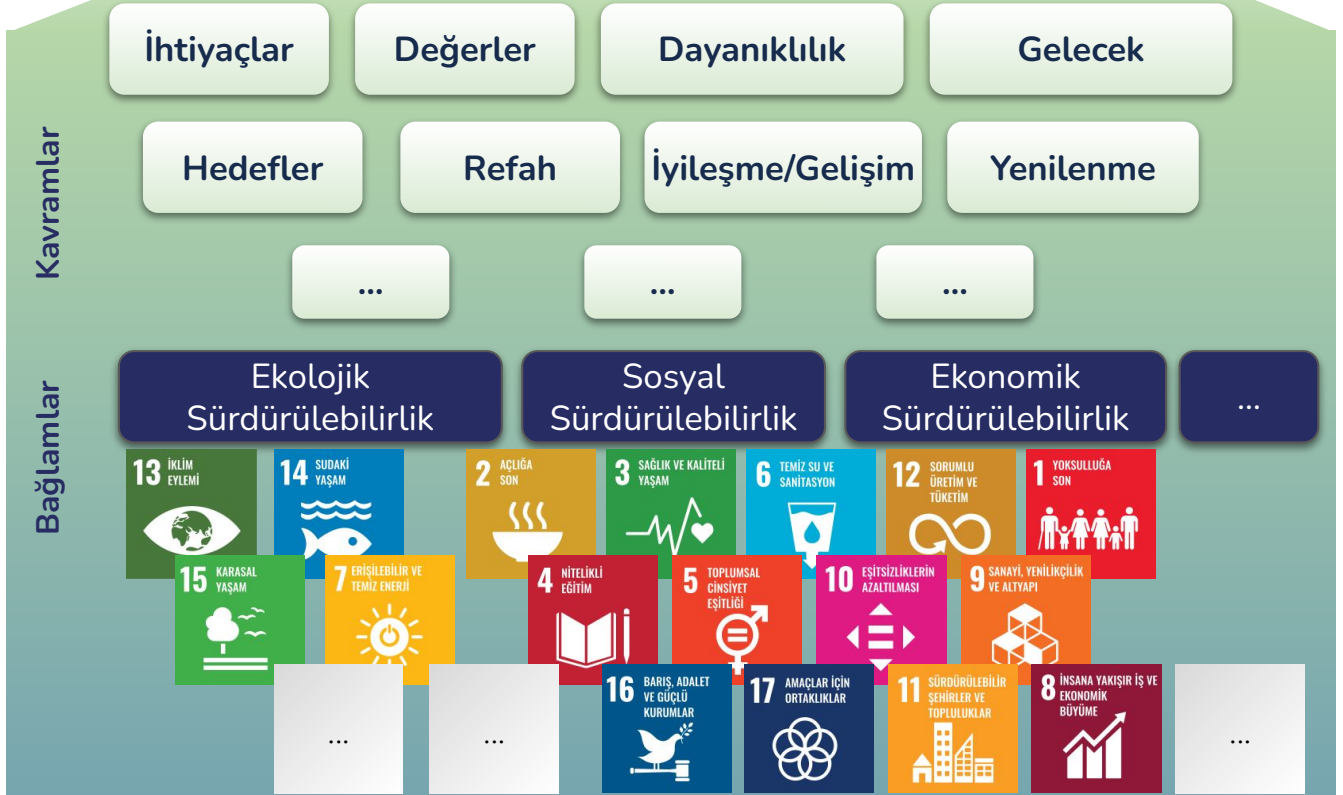 İhtiyaçlar
Değerler
Dayanıklılık
Gelecek
Kavramlar
Hedefler
Refah
İyileşme/Gelişim
Yenilenme
...
...
...
Bağlamlar
Ekolojik
Sürdürülebilirlik
Sosyal
Sürdürülebilirlik
Ekonomik
Sürdürülebilirlik
...
13 İKLİM
EYLEMİ
14 SUDAKİ
YAŞAM
2 AÇLIĞA
SON
3 SAĞLIK VE KALİTELİ
YAŞAM
6 TEMİZ SU VE
SANİTASYON
12 SORUMLU
ÜRETİM VE
TÜKETİM
1 YOKSULLUĞA
SON
15 KARASAL
YAŞAM
7 ERİŞİLEBİLİR VE
TEMİZ ENERJİ
4 NİTELİKLİ
EĞİTİM
5 TOPLUMSAL
CİNSİYET
EŞİTLİĞİ
10 EŞİTSİZLİKLERİN
AZALTILMASI
9 SANAYİ, YENİLİKÇİLİK
VE ALTYAPI
...
...
16 BARIŞ, ADALET
VE GÜÇLÜ
KURUMLAR
17 AMAÇLAR İÇİN
ORTAKLIKLAR
11 SÜRDÜRÜLEBİLİR
ŞEHİRLER VE
TOPLULUKLAR
8 İNSANA YAKIŞIR İŞ VE
EKONOMİK
BÜYÜME
...